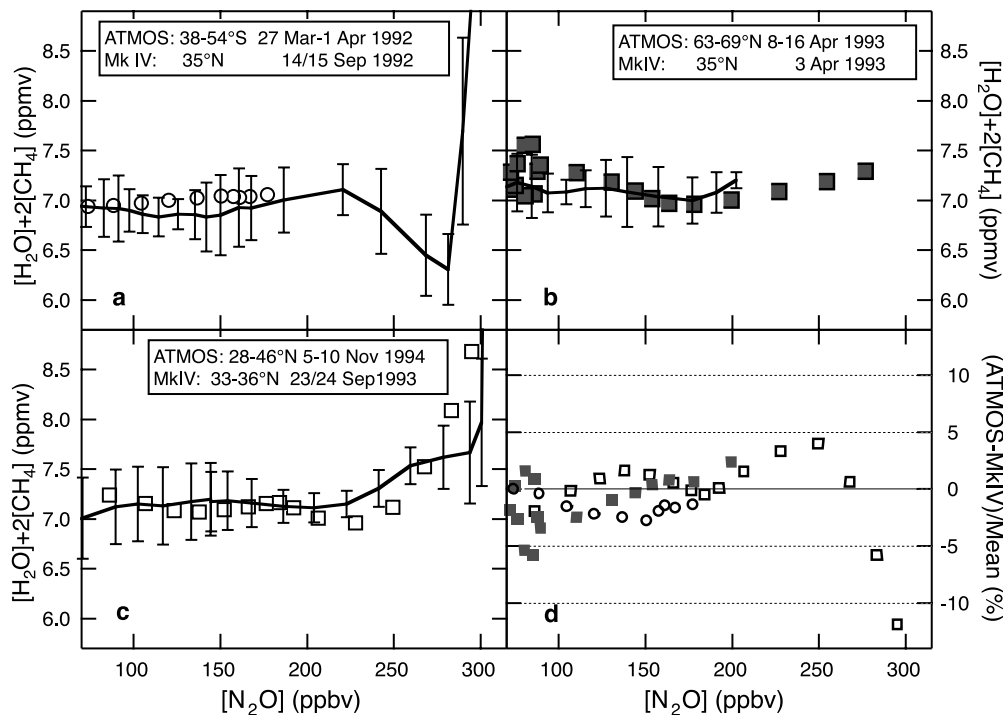 ATMOS: 38-54°S 27 Mar-1 Apr 1992
Mk IV: 35°N 14/15 Sep 1992
[H2O]+2[CH4] (ppmv)
8.5
8.0
7.5
7.0
6.5
6.0
a
ATMOS: 63-69°N 8-16 Apr 1993
MkIV: 35°N 3 Apr 1993
8.5
8.0
7.5
7.0
6.5
6.0
[H2O]+2[CH4] (ppmv)
b
ATMOS: 28-46°N 5-10 Nov 1994
MkIV: 33-36°N 23/24 Sep1993
[H2O]+2[CH4] (ppmv)
8.5
8.0
7.5
7.0
6.5
6.0
c
100 150 200 250 300
[N2O] (ppbv)
10
5
0
-5
-10
(ATMOS-MkIV)/Mean (%)
d
100 150 200 250 300
[N2O] (ppbv)